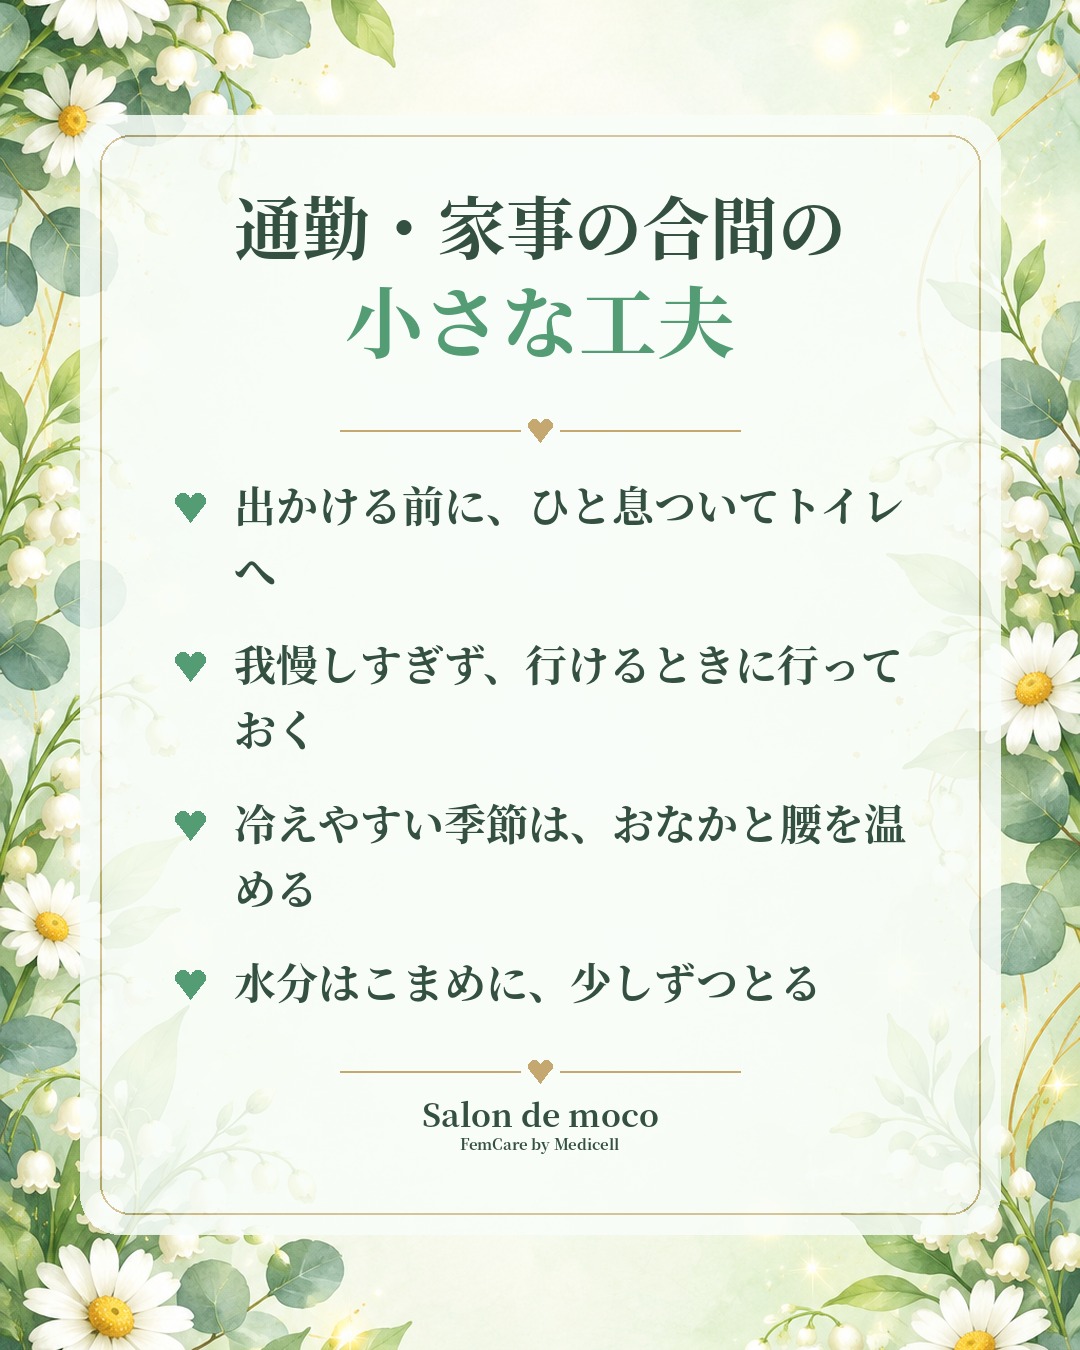 通勤・家事の合間の
小さな工夫
出かける前に、ひと息ついてトイレ
へ
我慢しすぎず、行けるときに行って
おく
冷えやすい季節は、おなかと腰を温
める
水分はこまめに、少しずつとる
Salon de moco
FemCare by Medicell